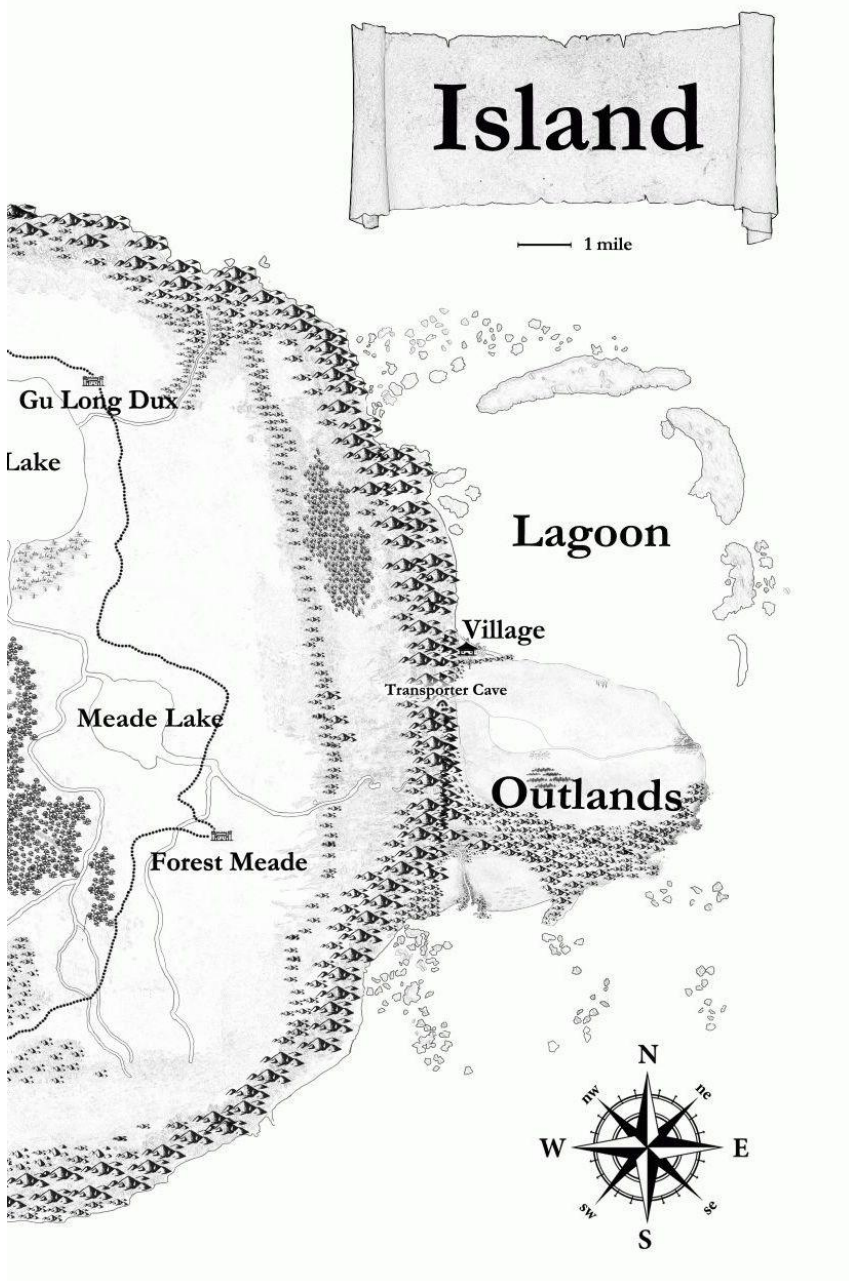 Island
1 mile
Gu Long Dux
Lake
Lagoon
Village
Transporter Cave
Meade Lake
Outlands
Forest Meade
N
nw
ne
W
E
sw
se
S